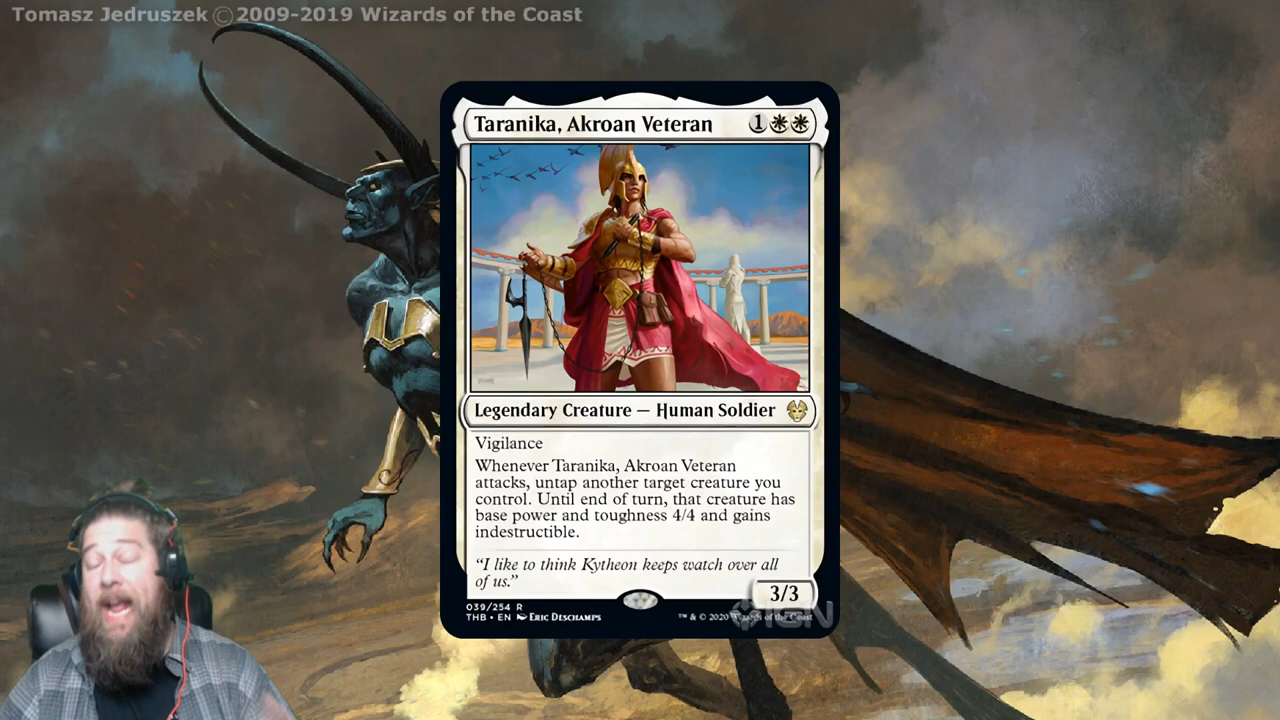 Tomasz Jedruszek ©2009-2019 Wizards of the Coast
Taranika, Akroan Veteran 1
Legendary Creature — Human Soldier
Vigilance
Whenever Taranika, Akroan Veteran
attacks, untap another target creature you
control. Until end of turn, that creature has
base power and toughness 4/4 and gains
indestructible.
“I like to think Kytheon keeps watch over all
of us.”
3/3
039/254 R
THB • EN Eric Deschamps
™ & © 2020 Wizards of the Coast
IGN